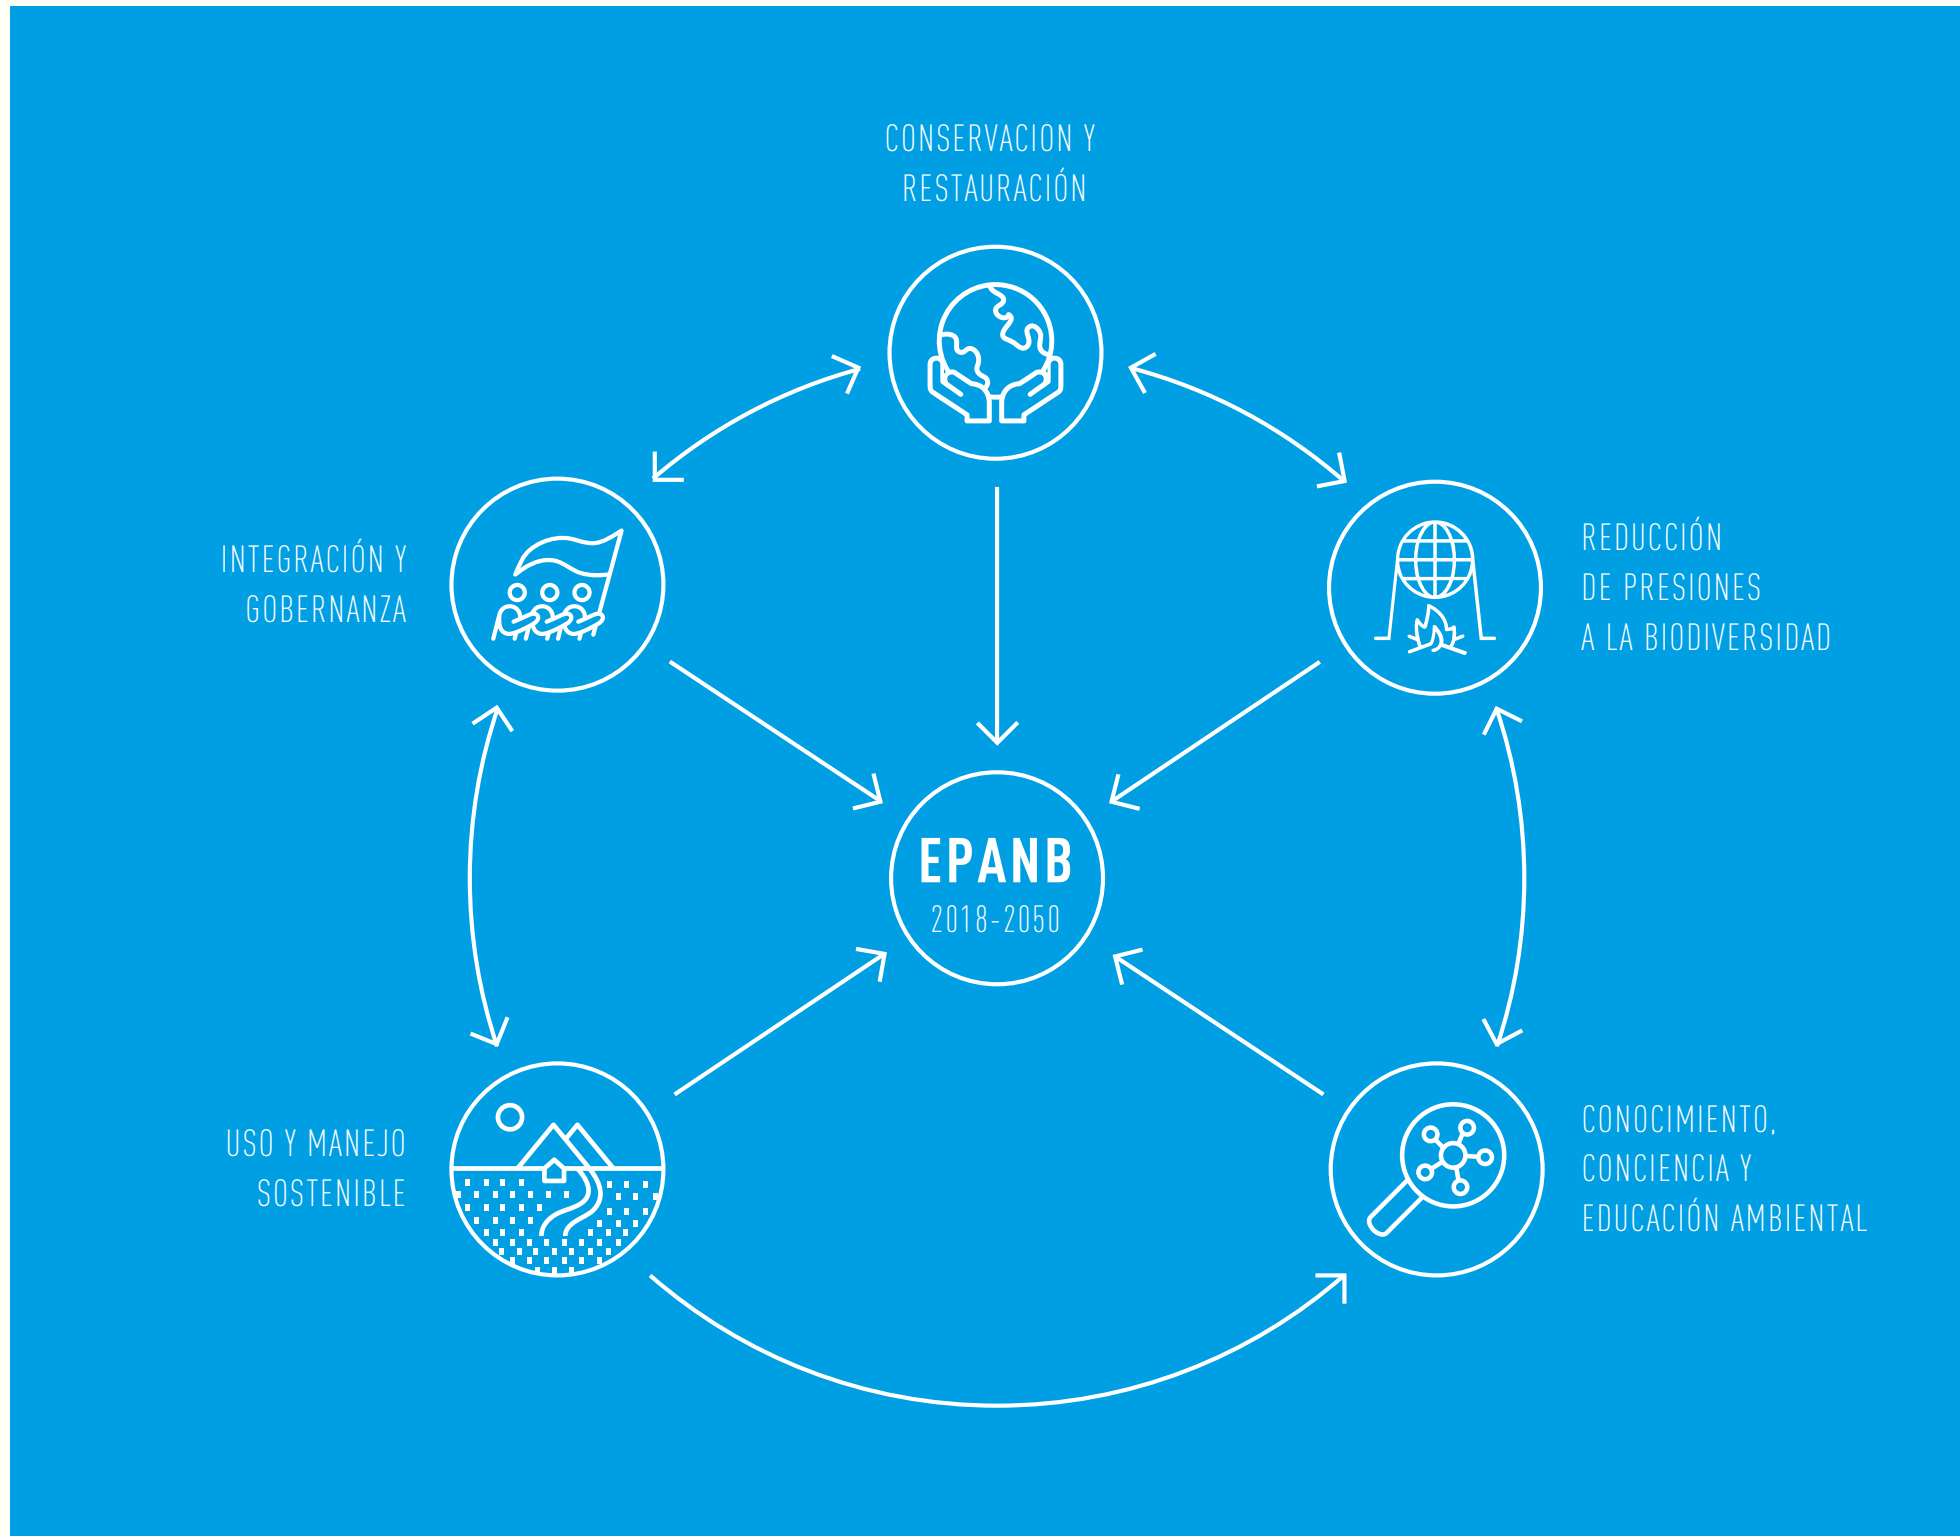 CONSERVACION Y
RESTAURACIÓN
INTEGRACIÓN Y
GOBERNANZA
REDUCCIÓN
DE PRESIONES
A LA BIODIVERSIDAD
EPANB
2018-2050
USO Y MANEJO
SOSTENIBLE
CONOCIMIENTO,
CONCIENCIA Y
EDUCACIÓN AMBIENTAL